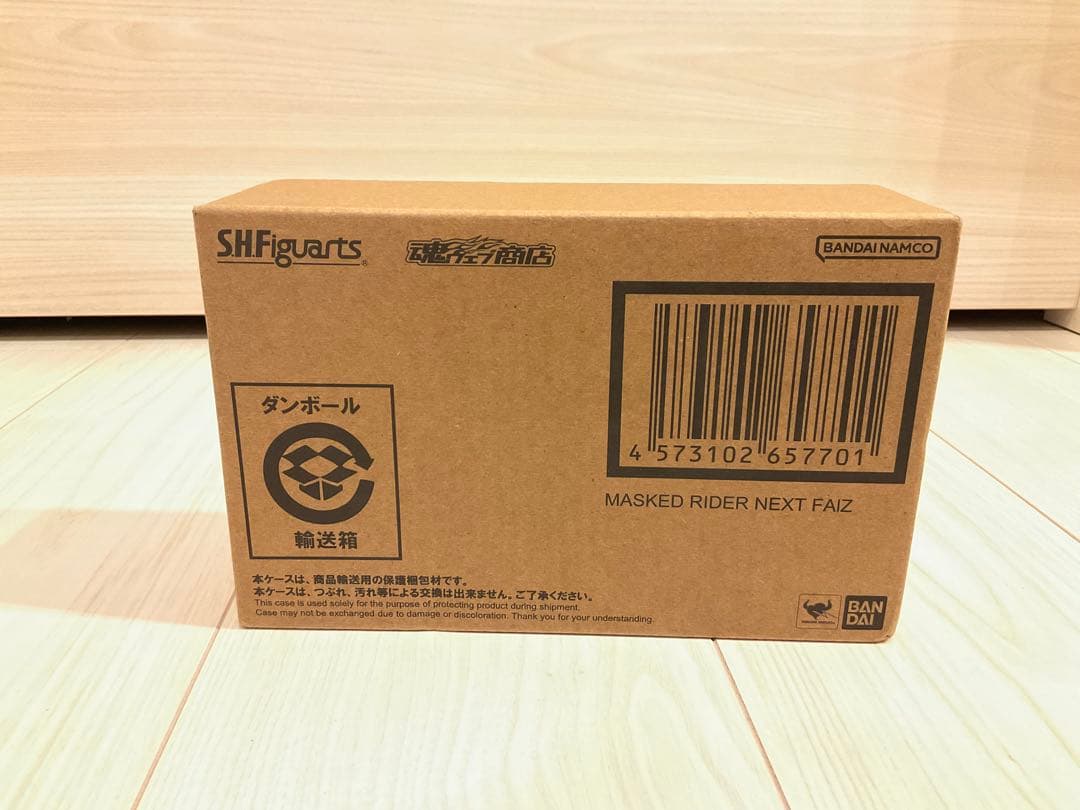 S.H.Figuarts®
魂ウェブ商店
BANDAI NAMCO
4 573102 657701
MASKED RIDER NEXT FAIZ
ダンボール
輸送箱
本ケースは、商品輸送用の保護梱包材です。
本ケースは、つぶれ、汚れ等による交換は出来ません。ご了承ください。
This case is used solely for the purpose of protecting product during shipment.
Case may not be exchanged due to damage or discoloration. Thank you for your understanding.
BAN
DAI